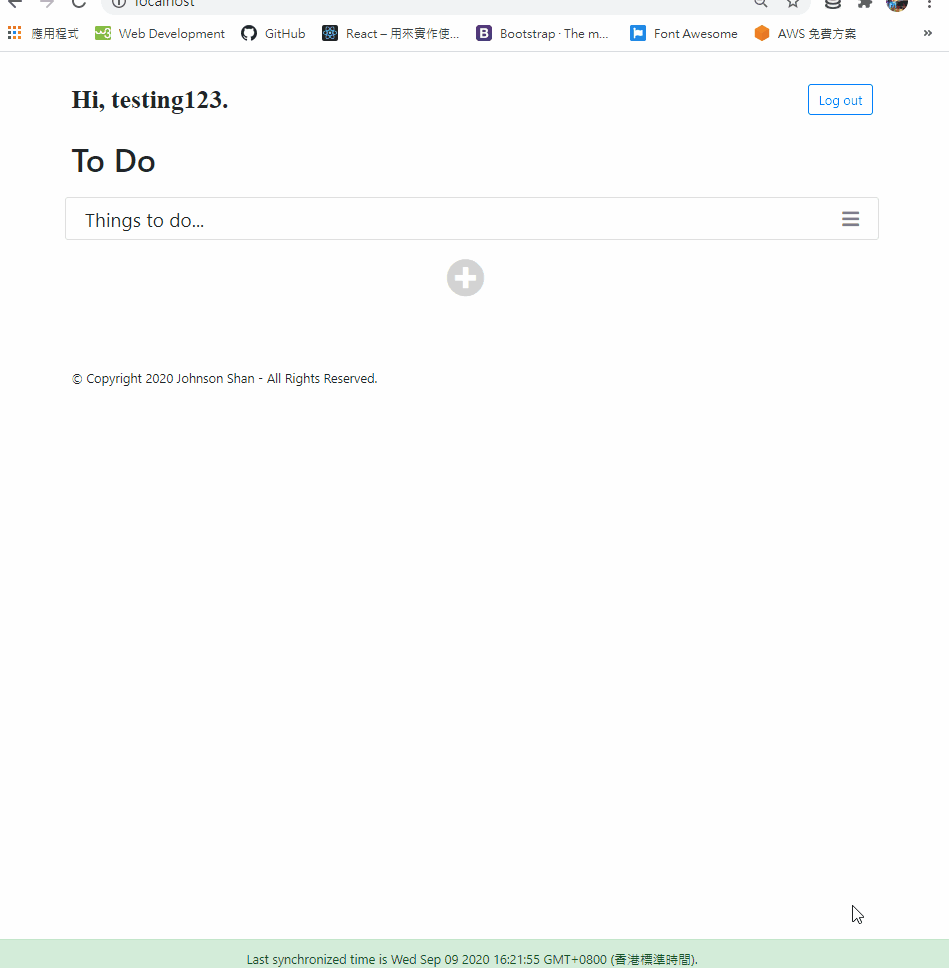 localhost
應用程式 Web Development GitHub React – 用來實作使... Bootstrap · The m... Font Awesome AWS 免費方案 »
Hi, testing123.
Log out
To Do
Things to do...
© Copyright 2020 Johnson Shan - All Rights Reserved.
Last synchronized time is Wed Sep 09 2020 16:21:55 GMT+0800 (香港標準時間).